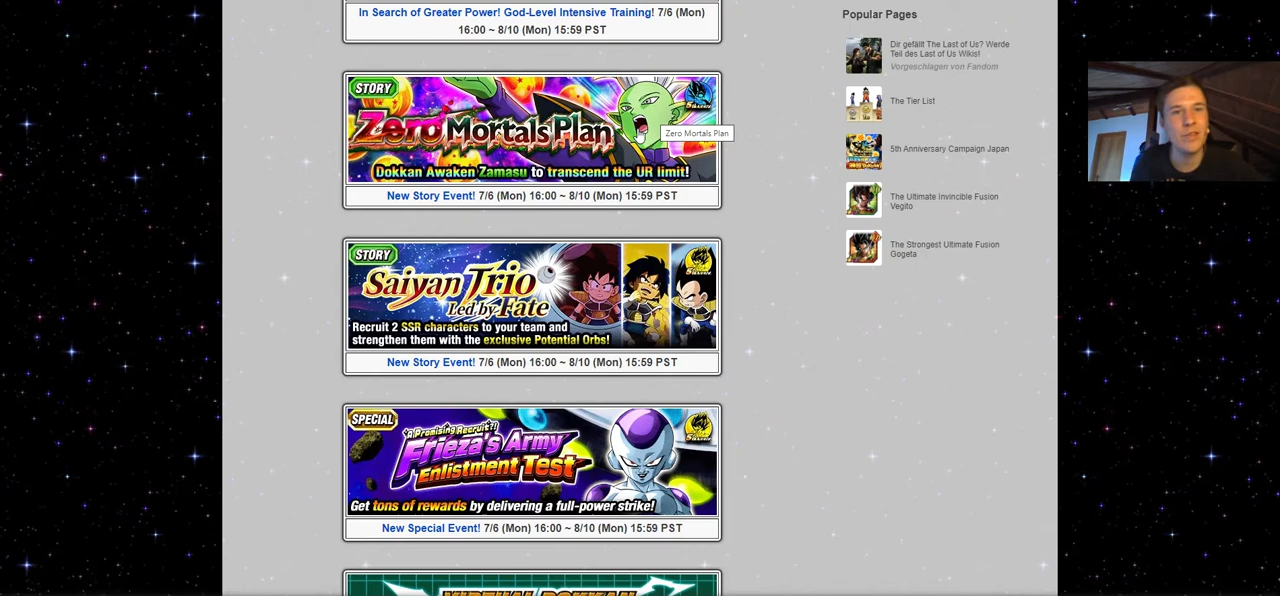 In Search of Greater Power! God-Level Intensive Training! 7/6 (Mon)
16:00 ~ 8/10 (Mon) 15:59 PST
STORY
Zero Mortals Plan
Dokkan Awaken Zamasu to transcend the UR limit!
Zero Mortals Plan
New Story Event! 7/6 (Mon) 16:00 ~ 8/10 (Mon) 15:59 PST
STORY
Saiyan Trio
Led by Fate
Recruit 2 SSR characters to your team and
strengthen them with the exclusive Potential Orbs!
New Story Event! 7/6 (Mon) 16:00 ~ 8/10 (Mon) 15:59 PST
SPECIAL
A Promising Recruit?!
Frieza's Army
Enlistment Test
Get tons of rewards by delivering a full-power strike!
New Special Event! 7/6 (Mon) 16:00 ~ 8/10 (Mon) 15:59 PST
Popular Pages
Dir gefällt The Last of Us? Werde
Teil des Last of Us Wikis!
Vorgeschlagen von Fandom
The Tier List
5th Anniversary Campaign Japan
The Ultimate Invincible Fusion
Vegito
The Strongest Ultimate Fusion
Gogeta